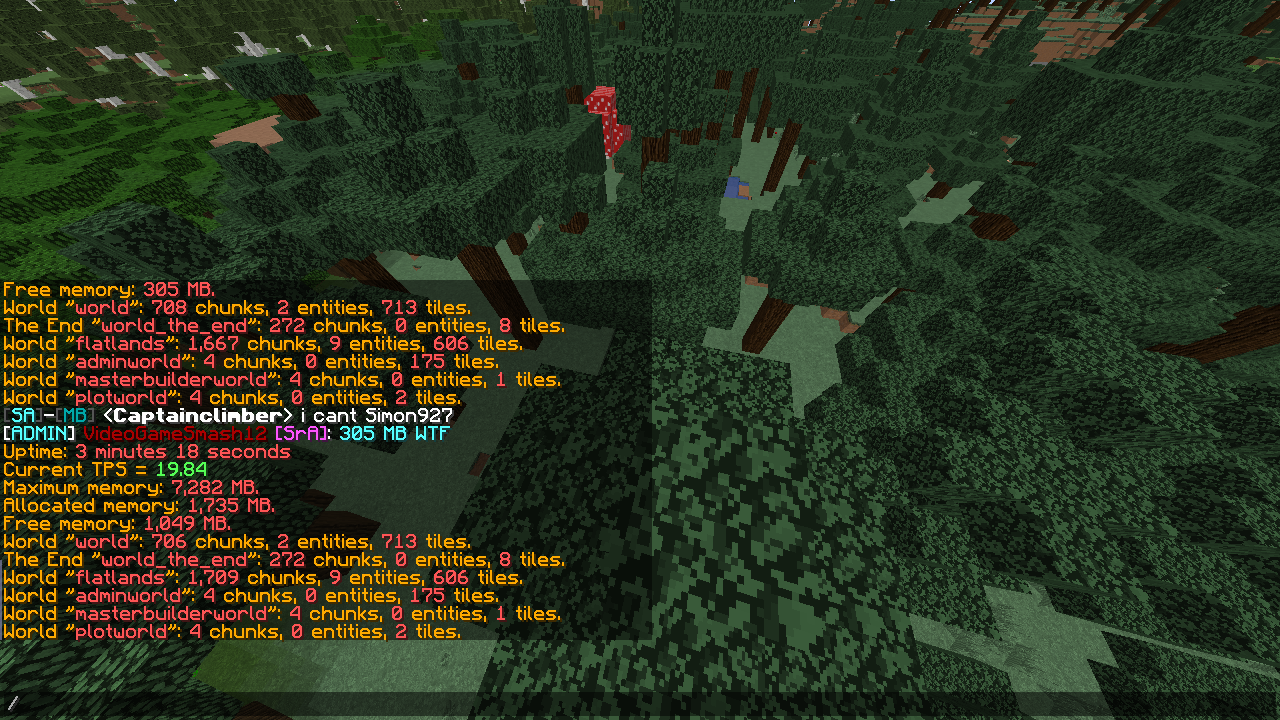 Free memory: 305 MB.
World "world": 708 chunks, 2 entities, 713 tiles.
The End "world_the_end": 272 chunks, 0 entities, 8 tiles.
World "flatlands": 1,667 chunks, 9 entities, 606 tiles.
World "adminworld": 4 chunks, 0 entities, 175 tiles.
World "masterbuilderworld": 4 chunks, 0 entities, 1 tiles.
World "plotworld": 4 chunks, 0 entities, 2 tiles.
[SA]-[MB] <Captainclimber> i cant Simon927
[ADMIN] VideoGameSmash12 [SrA]: 305 MB WTF
Uptime: 3 minutes 18 seconds
Current TPS = 19.84
Maximum memory: 7,282 MB.
Allocated memory: 1,735 MB.
Free memory: 1,049 MB.
World "world": 706 chunks, 2 entities, 713 tiles.
The End "world_the_end": 272 chunks, 0 entities, 8 tiles.
World "flatlands": 1,709 chunks, 9 entities, 606 tiles.
World "adminworld": 4 chunks, 0 entities, 175 tiles.
World "masterbuilderworld": 4 chunks, 0 entities, 1 tiles.
World "plotworld": 4 chunks, 0 entities, 2 tiles.
/